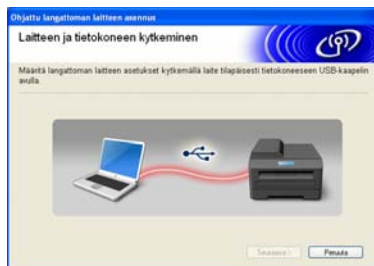 Ohjattu langattoman laitteen asennus
Laitteen ja tietokoneen kytkeminen
Määritä langattoman laitteen asetukset kytkemällä laite tilapäisesti tietokoneeseen USB-kaapelin
avulla.
Seuraava > Peruuta